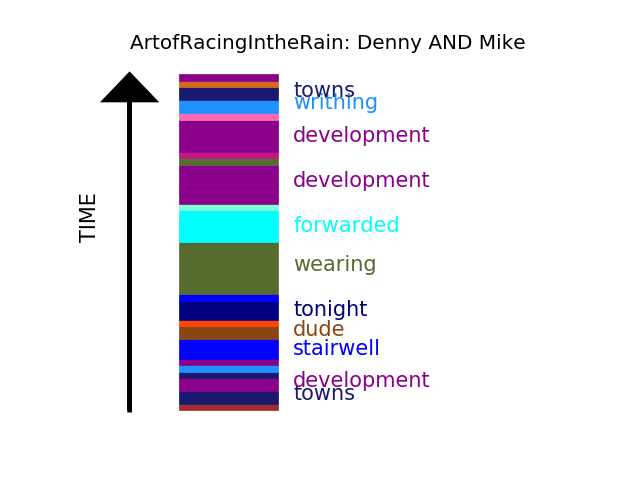 ArtofRacingIntheRain: Denny AND Mike
towns
writhing
development
development
forwarded
wearing
tonight
dude
stairwell
development
towns
TIME